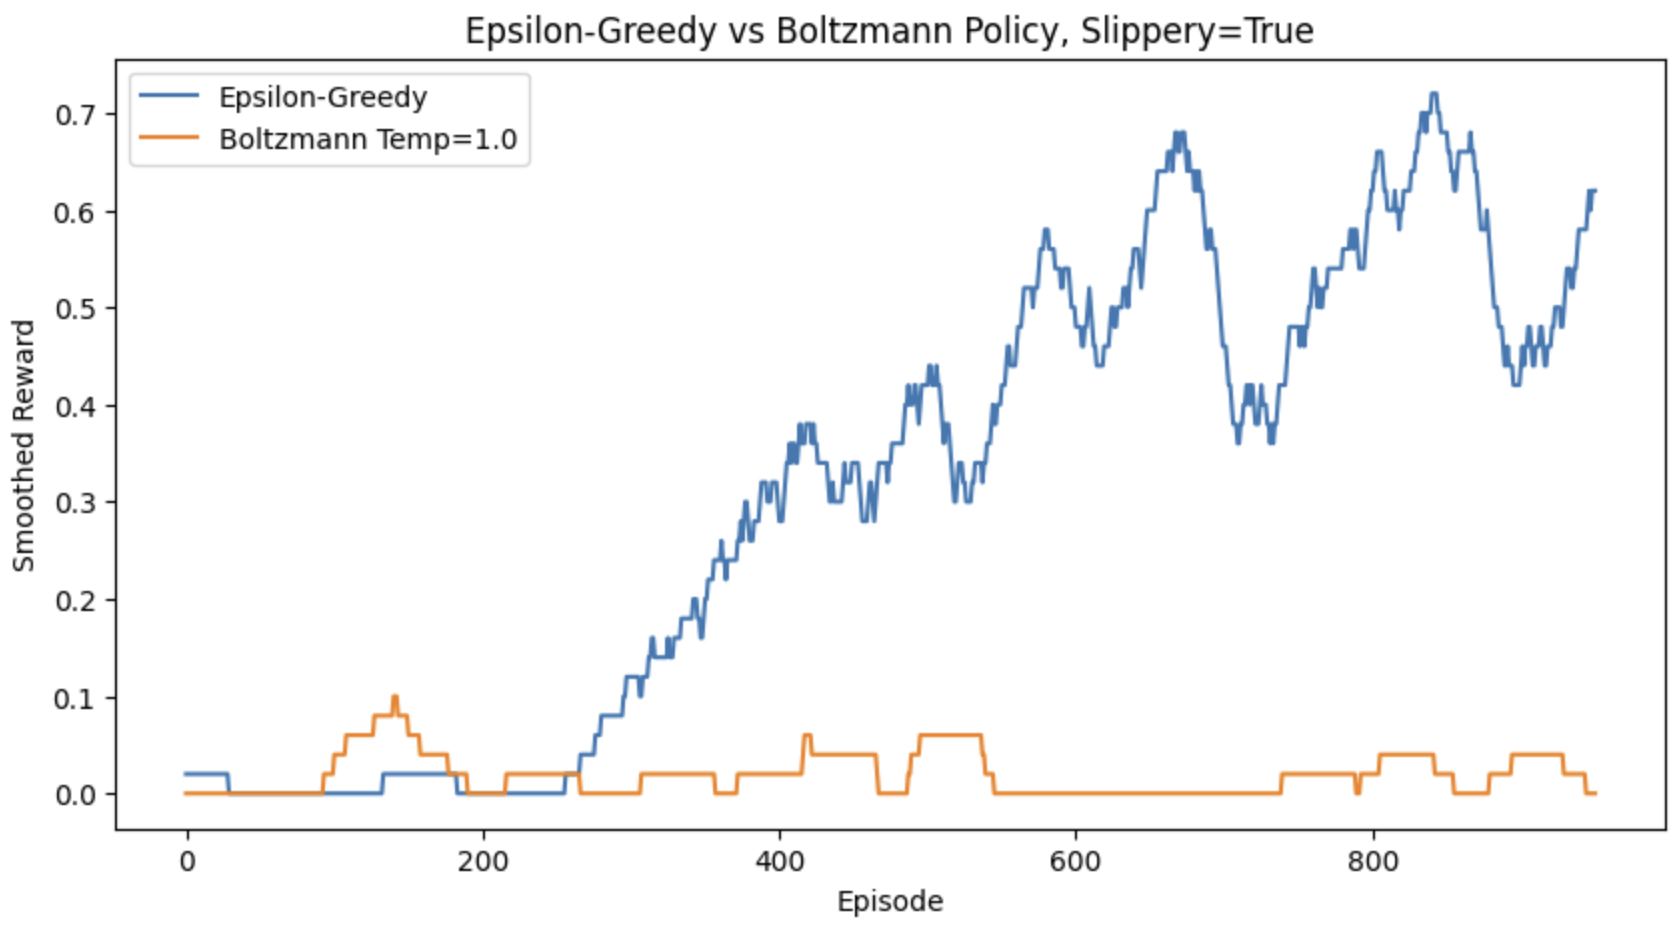 Epsilon-Greedy vs Boltzmann Policy, Slippery=True
Epsilon-Greedy
Boltzmann Temp=1.0
Smoothed Reward
0.7
0.6
0.5
0.4
0.3
0.2
0.1
0.0
0 200 400 600 800
Episode